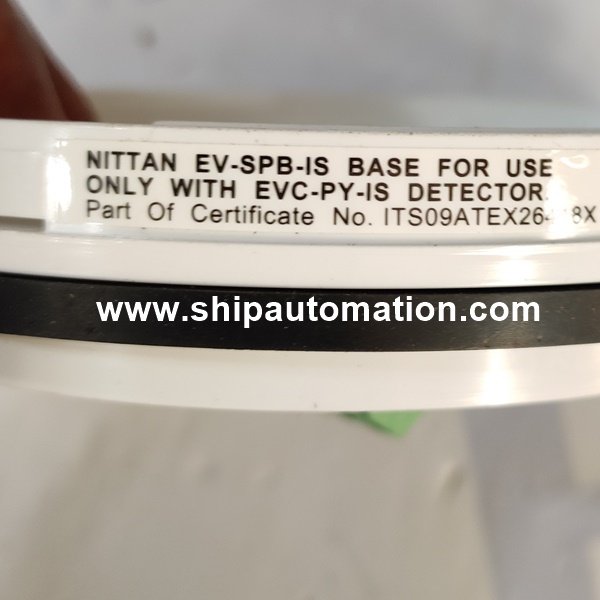 NITTAN EV-SPB-IS BASE FOR USE
ONLY WITH EVC-PY-IS DETECTOR.
Part Of Certificate No.
www.shipautomation.com